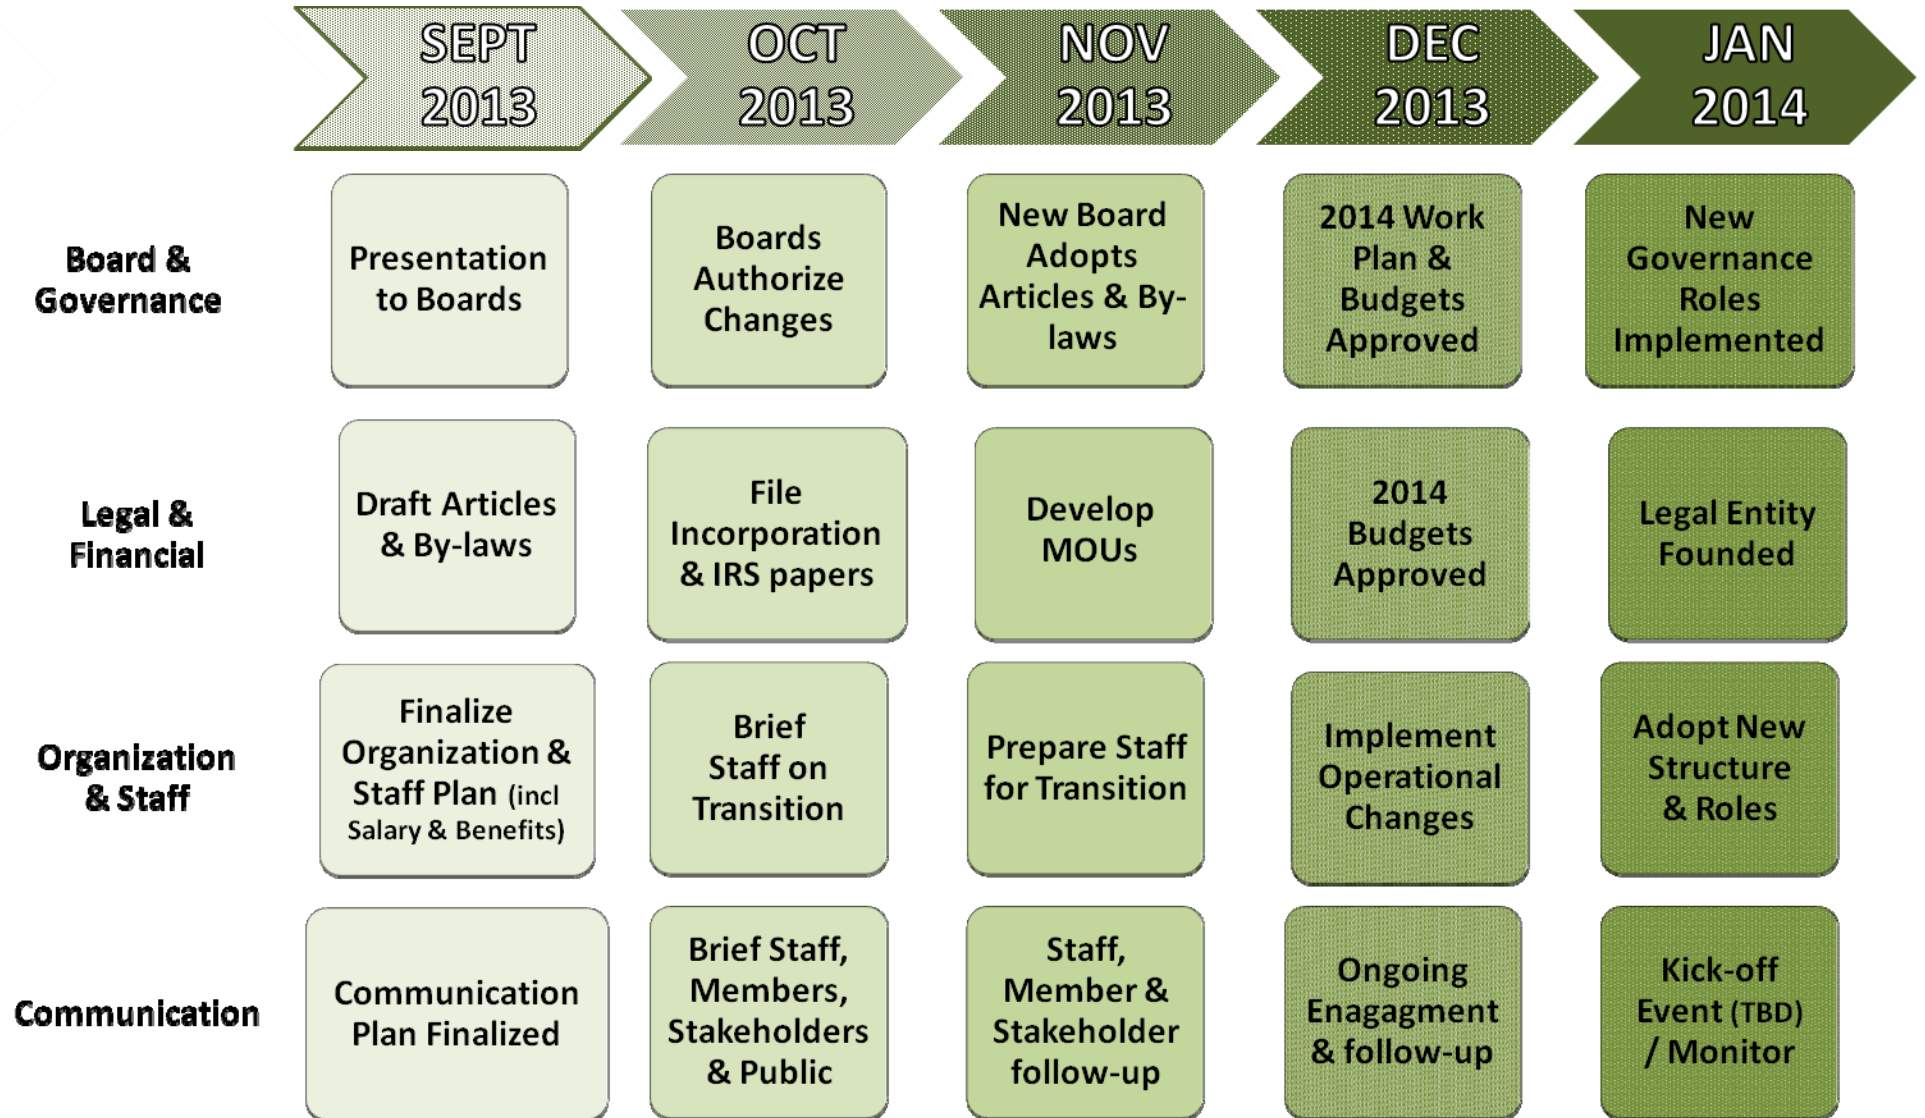 SEPT
2013
OCT
2013
NOV
2013
DEC
2013
JAN
2014
Board &
Governance
Presentation
to Boards
Boards
Authorize
Changes
New Board
Adopts
Articles & By-
laws
2014 Work
Plan &
Budgets
Approved
New
Governance
Roles
Implemented
Legal &
Financial
Draft Articles
& By-laws
File
Incorporation
& IRS papers
Develop
MOUs
2014
Budgets
Approved
Legal Entity
Founded
Organization
& Staff
Finalize
Organization &
Staff Plan (incl
Salary & Benefits)
Brief
Staff on
Transition
Prepare Staff
for Transition
Implement
Operational
Changes
Adopt New
Structure
& Roles
Communication
Communication
Plan Finalized
Brief Staff,
Members,
Stakeholders
& Public
Staff,
Member &
Stakeholder
follow-up
Ongoing
Enagagment
& follow-up
Kick-off
Event (TBD)
/ Monitor